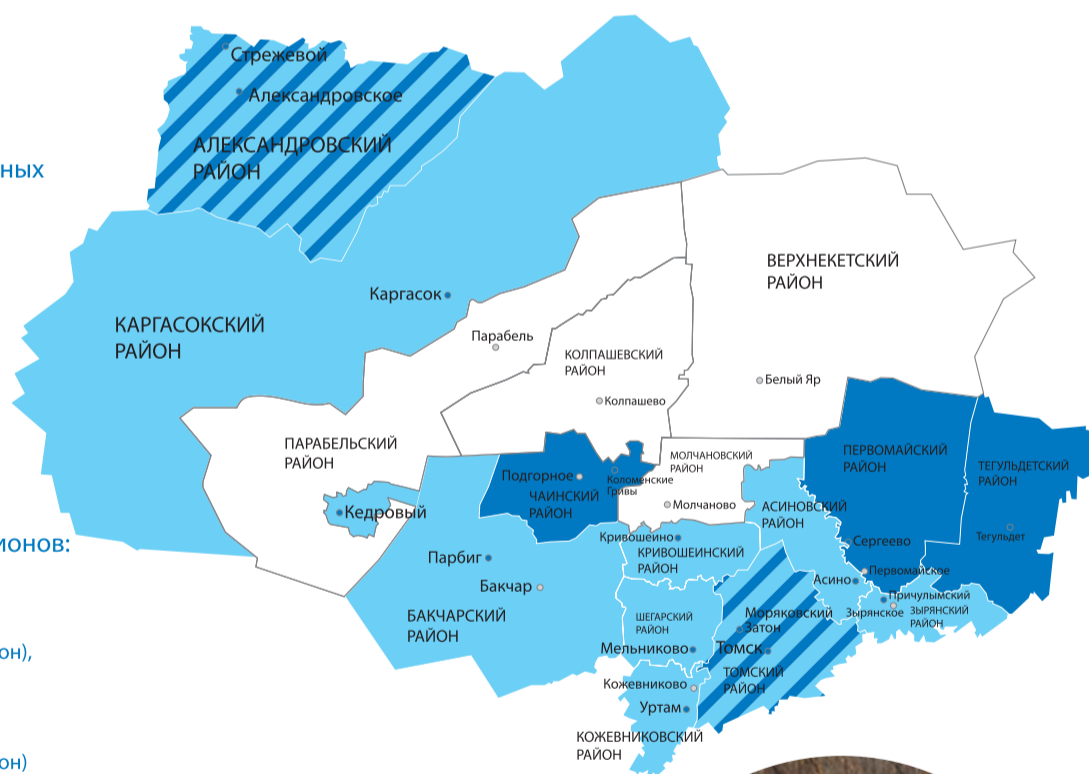 Стрежевой
Александровское
АЛЕКСАНДРОВСКИЙ
РАЙОН
ных
ВЕРХНЕКЕТСКИЙ
РАЙОН
Каргасок
КАРГАСОКСКИЙ
РАЙОН
Парабель
КОЛПАШЕВСКИЙ
РАЙОН
Белый Яр
Колпашево
ПАРАБЕЛЬСКИЙ
РАЙОН
МОЛЧАНОВСКИЙ
РАЙОН
ПЕРВОМАЙСКИЙ
РАЙОН
ТЕГУЛЬДЕТСКИЙ
РАЙОН
Подгорное
Коломенские
Гривы
ЧАИНСКИЙ
РАЙОН
Молчаново
АСИНОВСКИЙ
РАЙОН
Кедровый
Тегульдет
ионов:
Кривошеино
КРИВОШЕИНСКИЙ
РАЙОН
Сергеево
Парбиг
Первомайское
Бакчар
Асино
Причулымский
Зырянское
ЗЫРЯНСКИЙ
РАЙОН
БАКЧАРСКИЙ
РАЙОН
ШЕГАРСКИЙ
РАЙОН
Моряковский
Затон
он),
Мельниково
Томск
ТОМСКИЙ
РАЙОН
Кожевниково
Уртам
КОЖЕВНИКОВСКИЙ
РАЙОН
он)